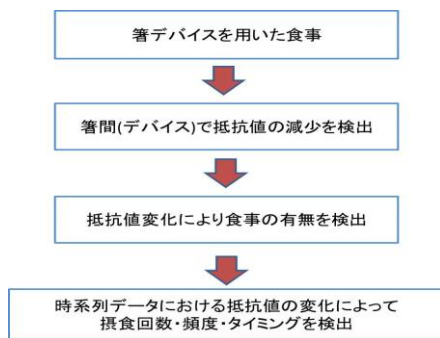 箸デバイスを用いた食事
箸間(デバイス)で抵抗値の減少を検出
抵抗値変化により食事の有無を検出
時系列データにおける抵抗値の変化によって
摂食回数・頻度・タイミングを検出